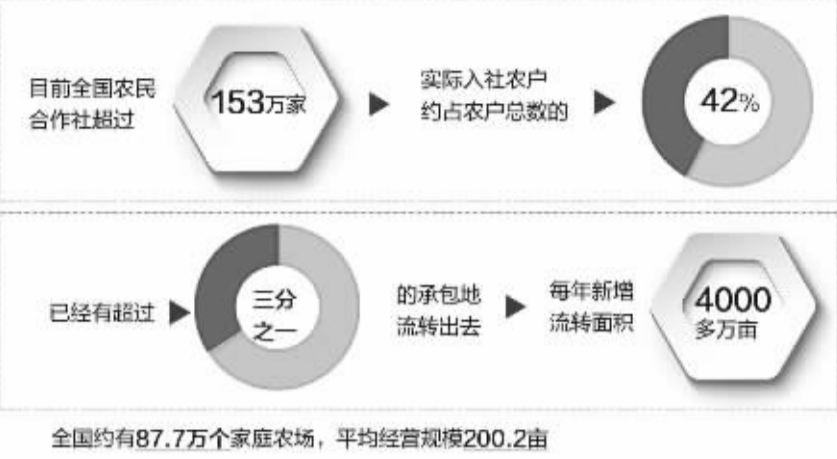 目前全国农民
合作社超过
153万家
实际入社农户
约占农户总数的
42%
已经有超过
三分
之一
的承包地
流转出去
每年新增
流转面积
4000
多万亩
全国约有87.7万个家庭农场，平均经营规模200.2亩